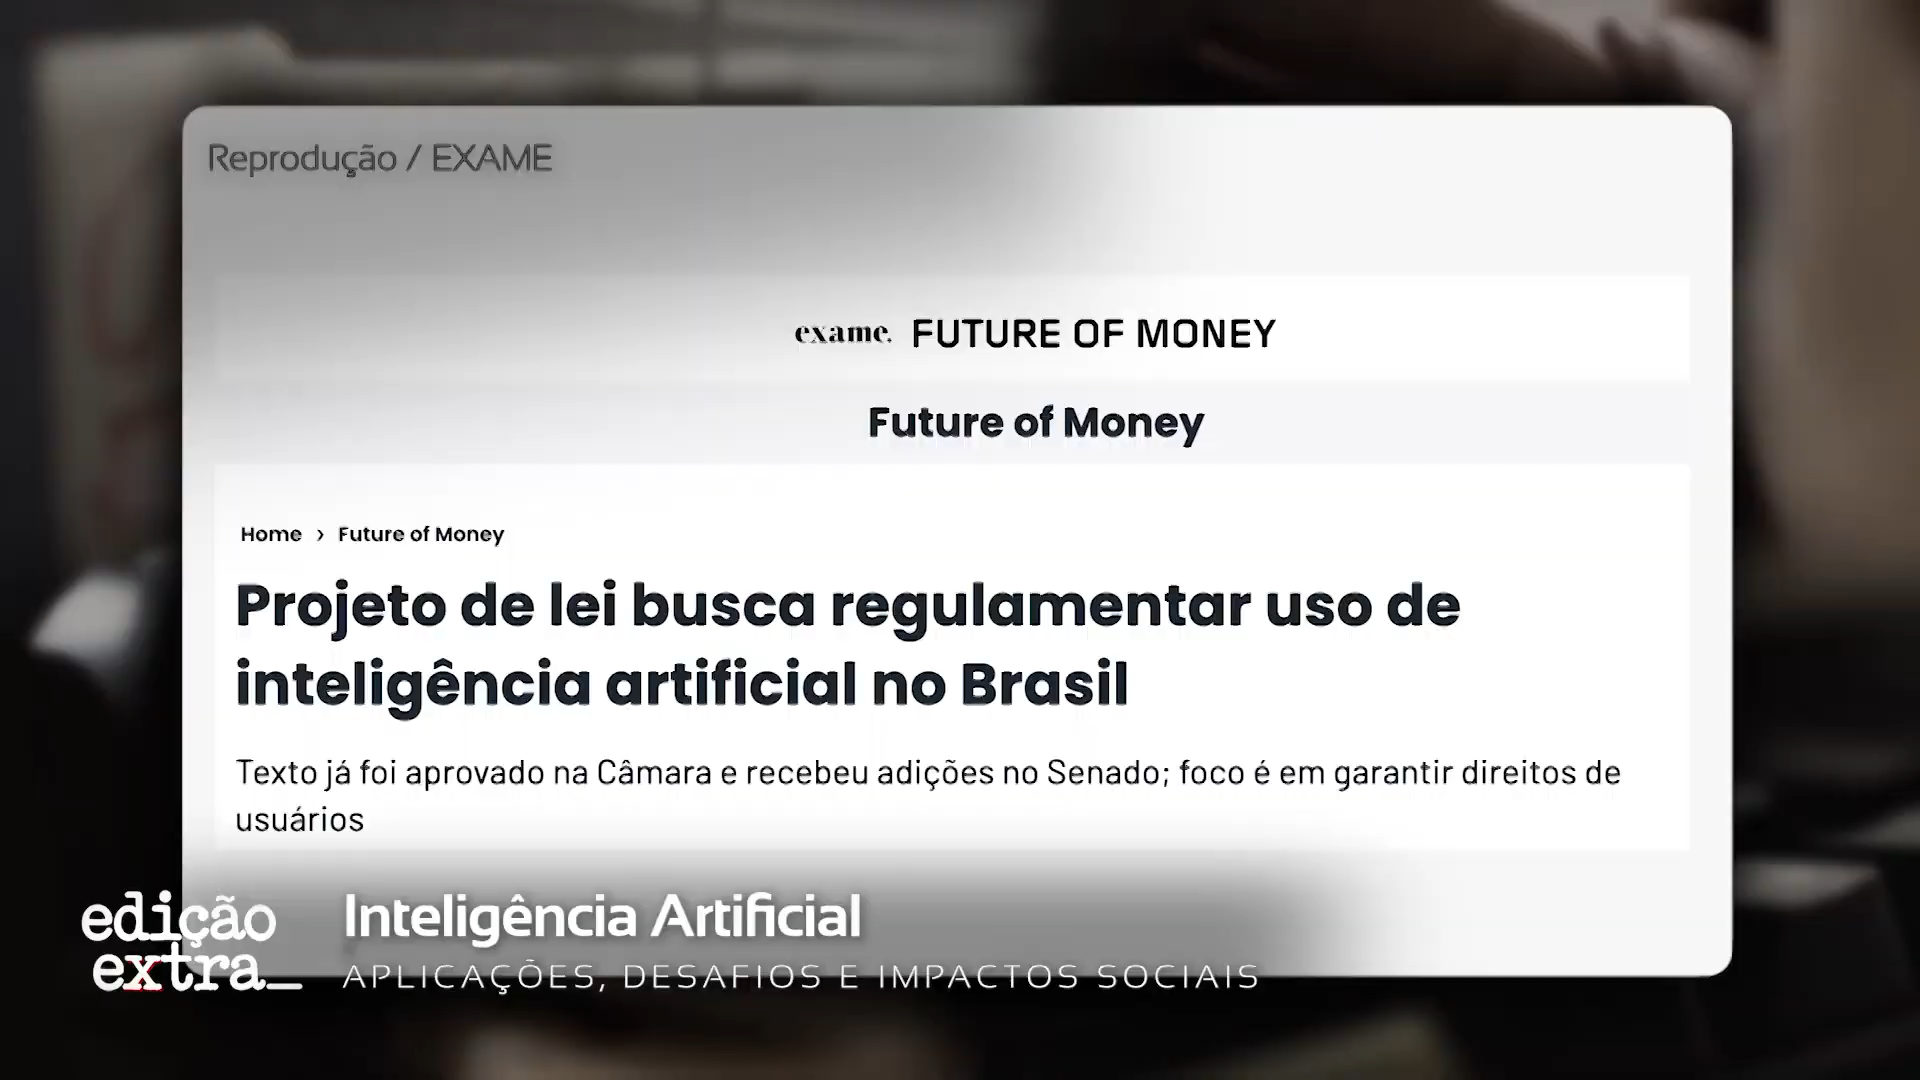 Reprodução / EXAME
exame. FUTURE OF MONEY
Future of Money
Home › Future of Money
Projeto de lei busca regulamentar uso de
inteligência artificial no Brasil
Texto já foi aprovado na Câmara e recebeu adições no Senado; foco é em garantir direitos de
usuários
edição
extra_
Inteligência Artificial
APLICAÇÕES, DESAFIOS E IMPACTOS SOCIAIS